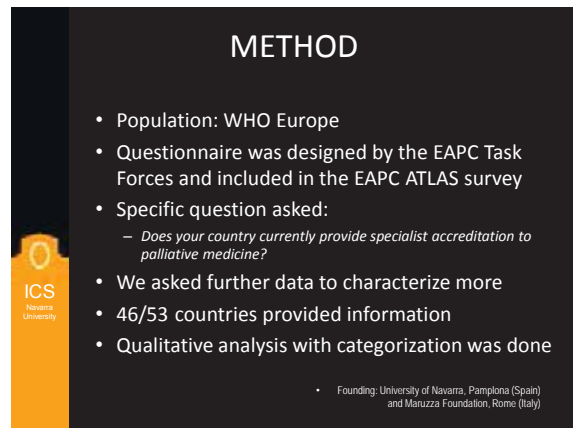 METHOD
• Population: WHO Europe
• Questionnaire was designed by the EAPC Task
Forces and included in the EAPC ATLAS survey
• Specific question asked:
– Does your country currently provide specialist accreditation to
palliative medicine?
• We asked further data to characterize more
• 46/53 countries provided information
• Qualitative analysis with categorization was done
ICS
Navarra
University
• Founding: University of Navarra, Pamplona (Spain)
and Maruzza Foundation, Rome (Italy)